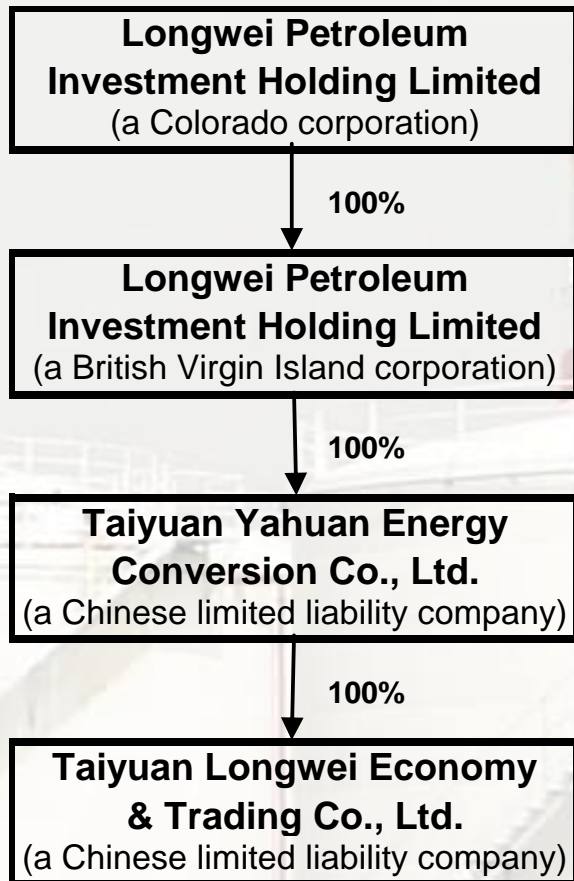 Longwei Petroleum
Investment Holding Limited
(a Colorado corporation)
100%
Longwei Petroleum
Investment Holding Limited
(a British Virgin Island corporation)
100%
Taiyuan Yahuan Energy
Conversion Co., Ltd.
(a Chinese limited liability company)
100%
Taiyuan Longwei Economy
& Trading Co., Ltd.
(a Chinese limited liability company)